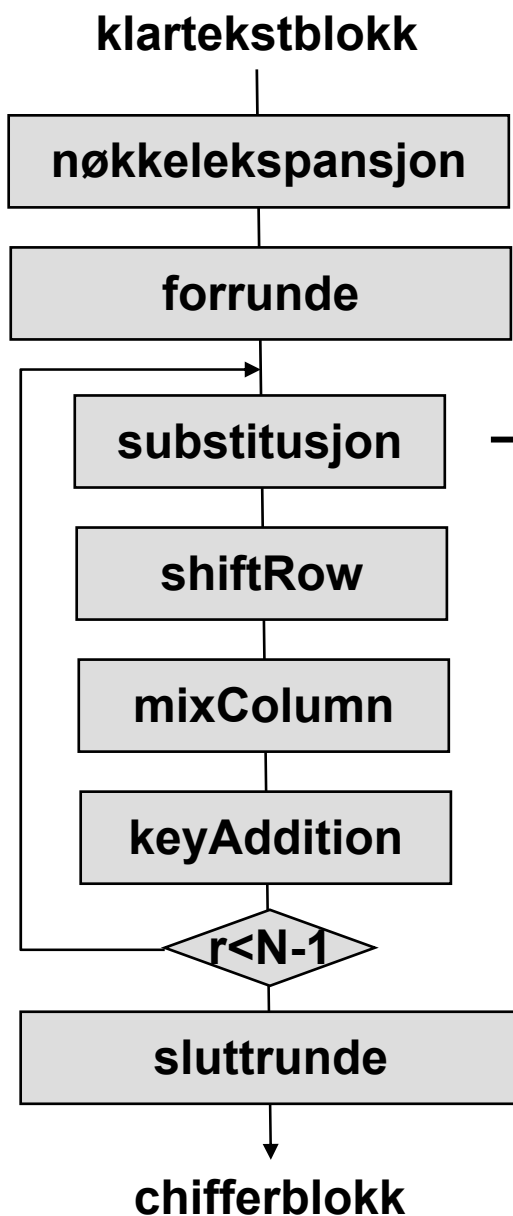 klartekstblokk
nøkkelekspansjon
forrunde
substitusjon
shiftRow
mixColumn
keyAddition
r<N-1
sluttrunde
chifferblokk